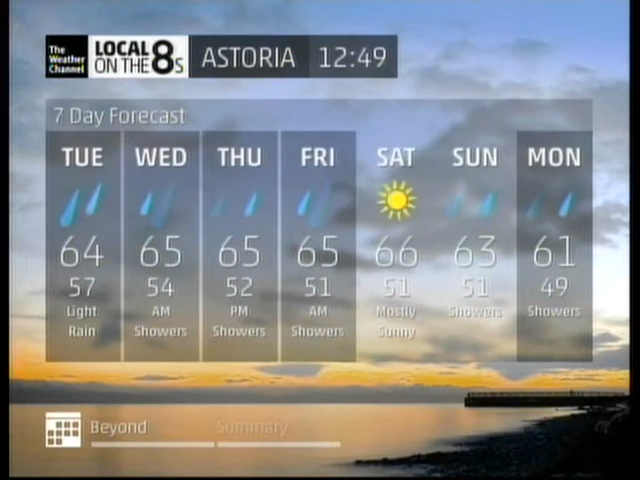 The Weather Channel LOCAL ON THE 8s ASTORIA 12:49
7 Day Forecast
TUE WED THU FRI SAT SUN MON
64 65 65 65 66 63 61
57 54 52 51 51 51 49
Light AM PM AM Mostly Showers Showers
Rain Showers Showers Showers Sunny
Beyond Summary